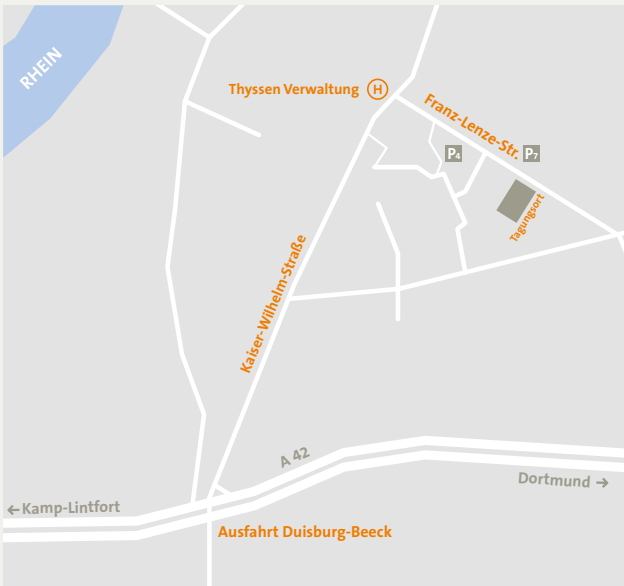 RHEIN
Thyssen Verwaltung H
Franz-Lenze-Str.
P4
P7
Tagungsort
Kaiser-Wilhelm-Straße
A 42
Dortmund →
← Kamp-Lintfort
Ausfahrt Duisburg-Beeck